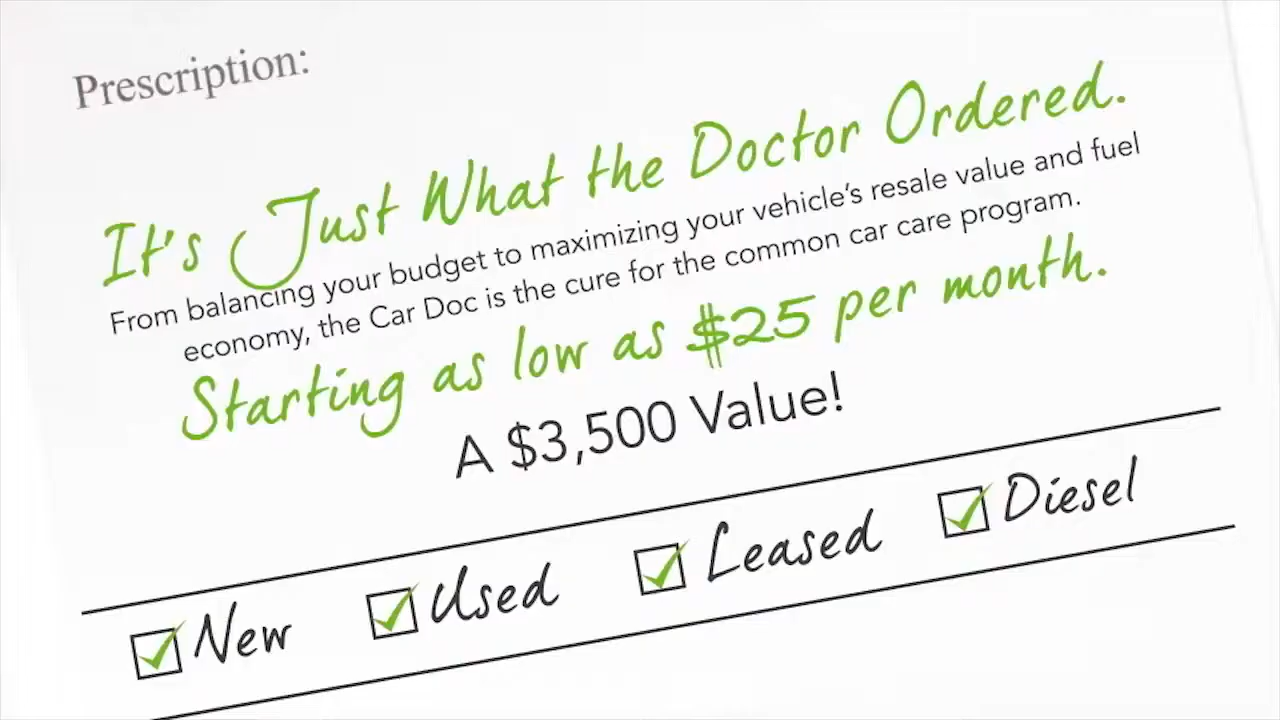 Prescription:
It's Just What the Doctor Ordered.
From balancing your budget to maximizing your vehicle's resale value and fuel
economy, the Car Doc is the cure for the common car care program.
Starting as low as $25 per month.
A $3,500 Value!
New Used Leased Diesel